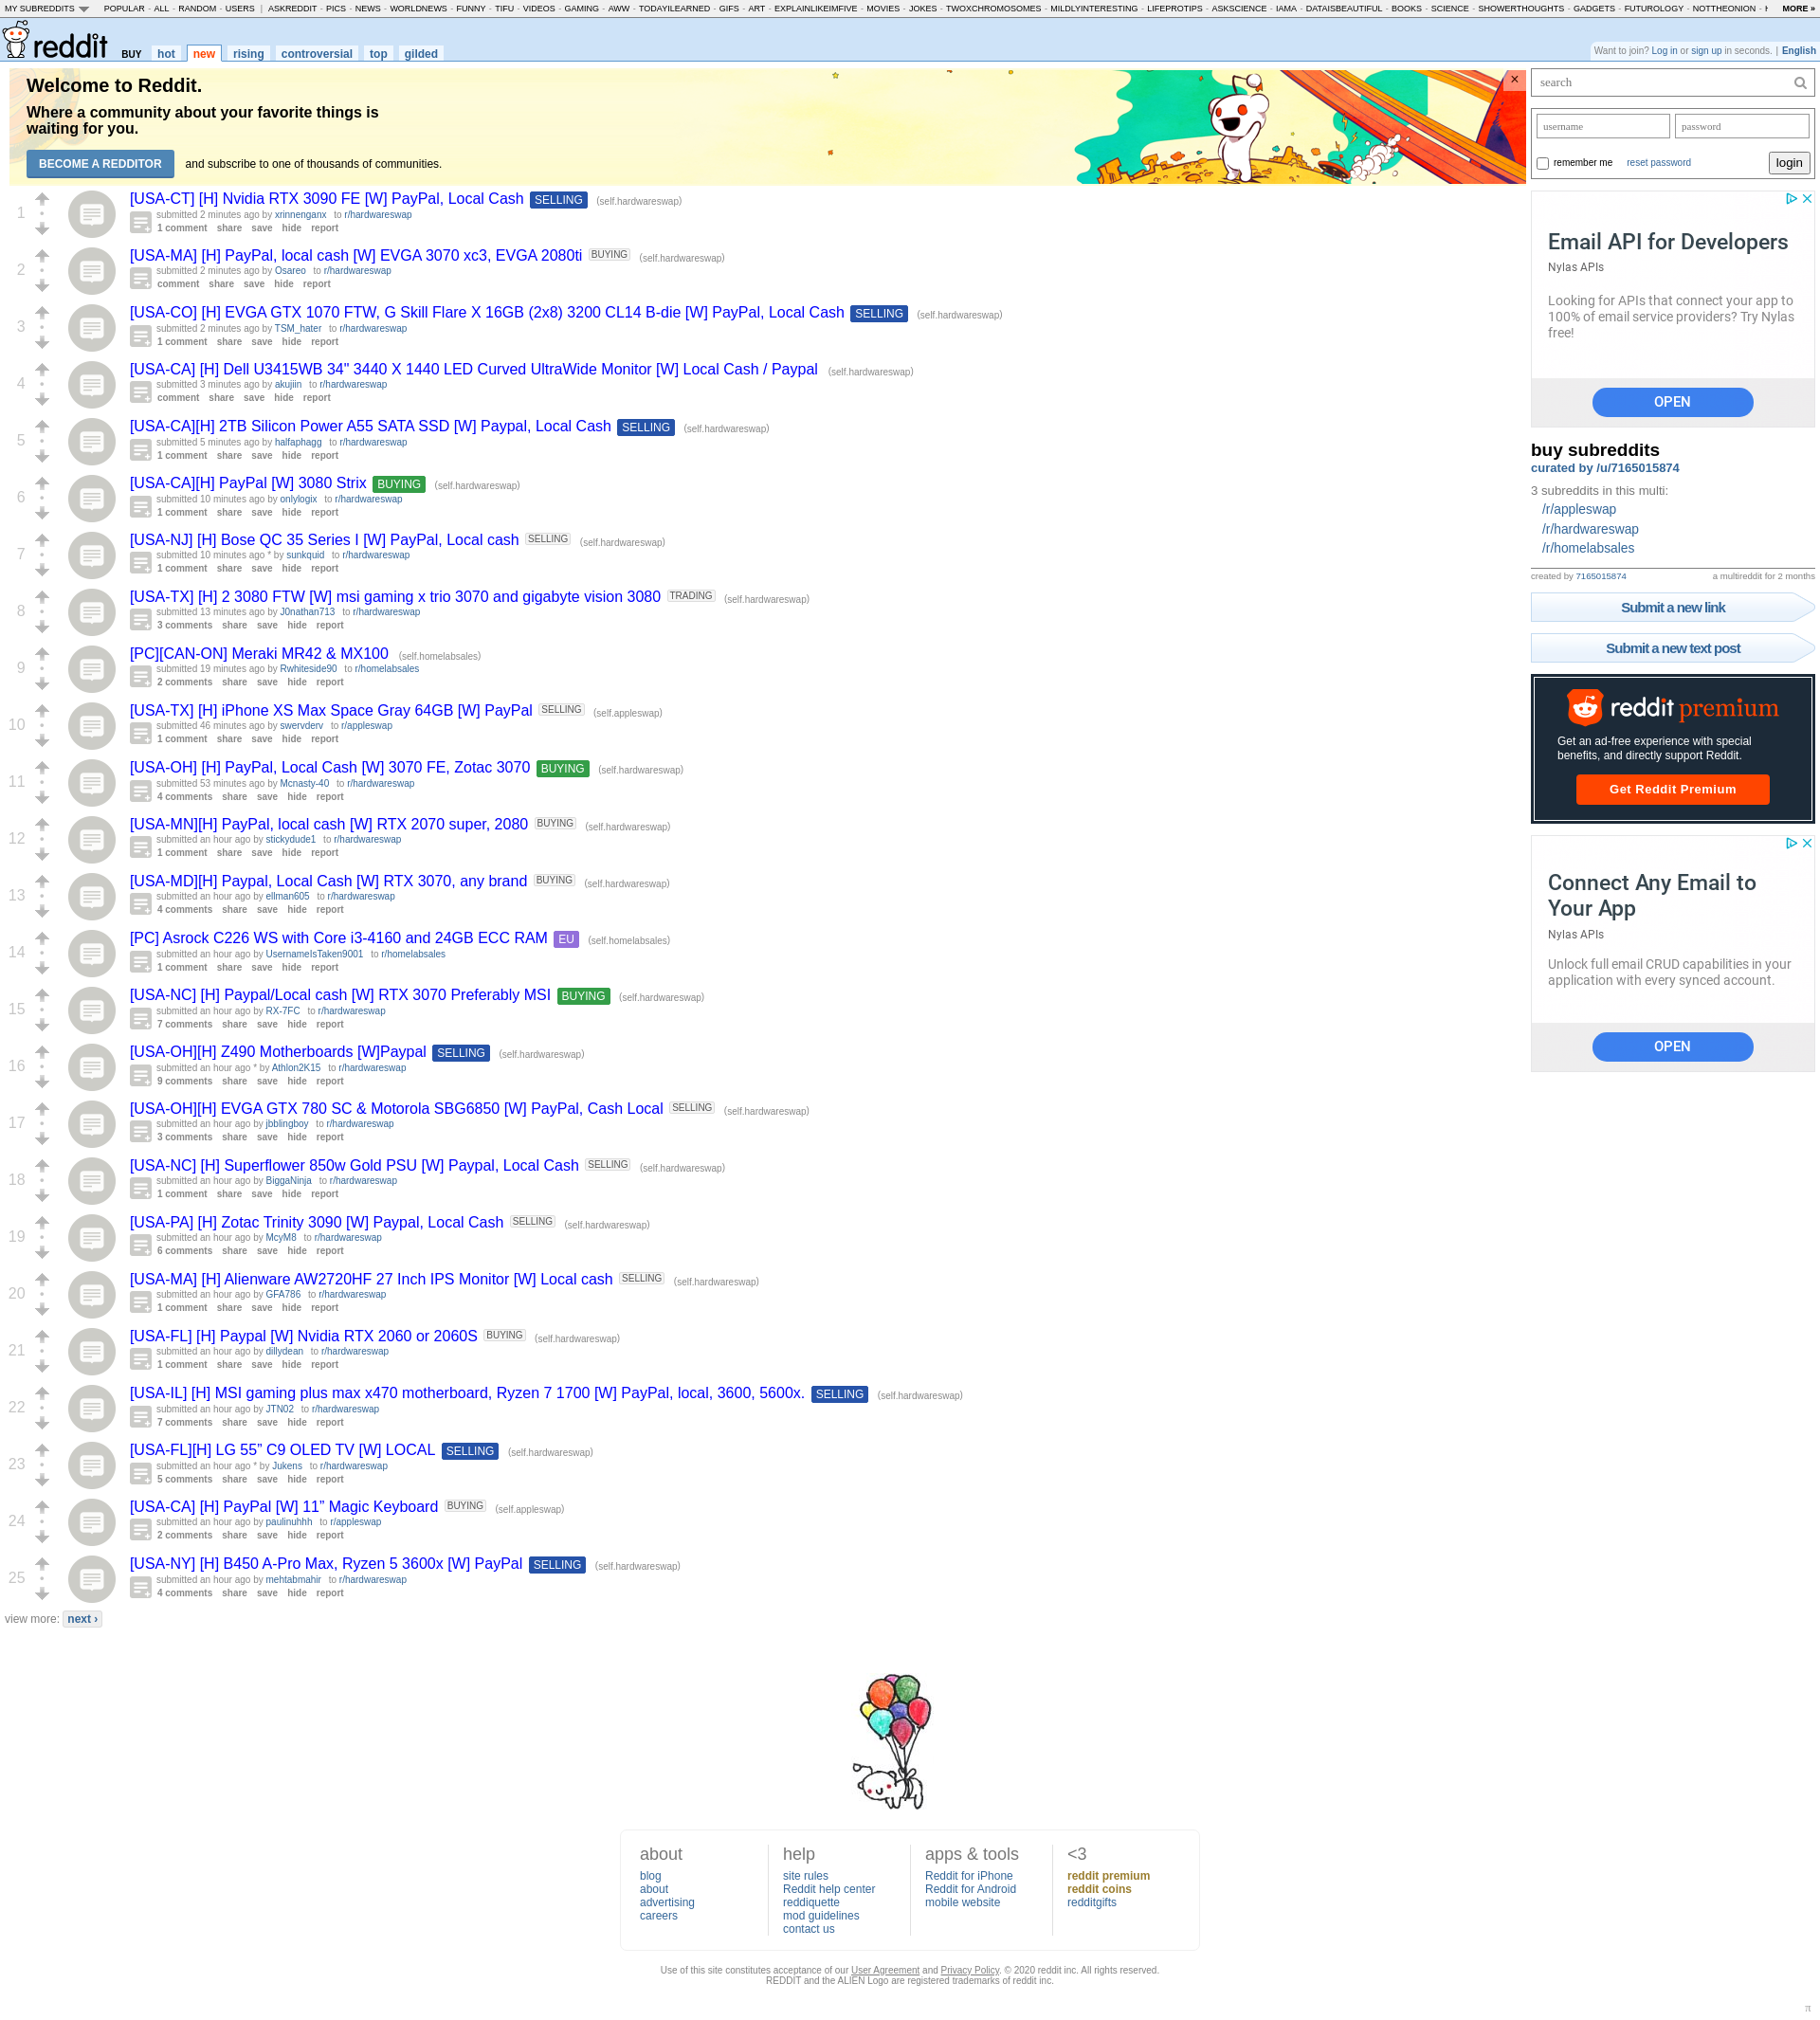 MY SUBREDDITS POPULAR - ALL - RANDOM - USERS | ASKREDDIT - PICS - NEWS - WORLDNEWS - FUNNY - TIFU - VIDEOS - GAMING - AWW - TODAYILEARNED - GIFS - ART - EXPLAINLIKEIMFIVE - MOVIES - JOKES - TWOXCHROMOSOMES - MILDLYINTERESTING - LIFEPROTIPS - ASKSCIENCE - IAMA - DATAISBEAUTIFUL - BOOKS - SCIENCE - SHOWERTHOUGHTS - GADGETS - FUTUROLOGY - NOTTHEONION - MORE »
reddit BUY hot new rising controversial top gilded
Want to join? Log in or sign up in seconds. | English
Welcome to Reddit.
Where a community about your favorite things is
waiting for you.
BECOME A REDDITOR and subscribe to one of thousands of communities.
×
1
[USA-CT] [H] Nvidia RTX 3090 FE [W] PayPal, Local Cash SELLING (self.hardwareswap)
submitted 2 minutes ago by xrinnenganx to r/hardwareswap
1 comment share save hide report
2
[USA-MA] [H] PayPal, local cash [W] EVGA 3070 xc3, EVGA 2080ti BUYING (self.hardwareswap)
submitted 2 minutes ago by Osareo to r/hardwareswap
comment share save hide report
3
[USA-CO] [H] EVGA GTX 1070 FTW, G Skill Flare X 16GB (2x8) 3200 CL14 B-die [W] PayPal, Local Cash SELLING (self.hardwareswap)
submitted 2 minutes ago by TSM_hater to r/hardwareswap
1 comment share save hide report
4
[USA-CA] [H] Dell U3415WB 34" 3440 X 1440 LED Curved UltraWide Monitor [W] Local Cash / Paypal (self.hardwareswap)
submitted 3 minutes ago by akujiin to r/hardwareswap
comment share save hide report
5
[USA-CA][H] 2TB Silicon Power A55 SATA SSD [W] Paypal, Local Cash SELLING (self.hardwareswap)
submitted 5 minutes ago by halfaphagg to r/hardwareswap
1 comment share save hide report
6
[USA-CA][H] PayPal [W] 3080 Strix BUYING (self.hardwareswap)
submitted 10 minutes ago by onlylogix to r/hardwareswap
1 comment share save hide report
7
[USA-NJ] [H] Bose QC 35 Series I [W] PayPal, Local cash SELLING (self.hardwareswap)
submitted 10 minutes ago * by sunkquid to r/hardwareswap
1 comment share save hide report
8
[USA-TX] [H] 2 3080 FTW [W] msi gaming x trio 3070 and gigabyte vision 3080 TRADING (self.hardwareswap)
submitted 13 minutes ago by J0nathan713 to r/hardwareswap
3 comments share save hide report
9
[PC][CAN-ON] Meraki MR42 & MX100 (self.homelabsales)
submitted 19 minutes ago by Rwhiteside90 to r/homelabsales
2 comments share save hide report
10
[USA-TX] [H] iPhone XS Max Space Gray 64GB [W] PayPal SELLING (self.appleswap)
submitted 46 minutes ago by swervderv to r/appleswap
1 comment share save hide report
11
[USA-OH] [H] PayPal, Local Cash [W] 3070 FE, Zotac 3070 BUYING (self.hardwareswap)
submitted 53 minutes ago by Mcnasty-40 to r/hardwareswap
4 comments share save hide report
12
[USA-MN][H] PayPal, local cash [W] RTX 2070 super, 2080 BUYING (self.hardwareswap)
submitted an hour ago by stickydude1 to r/hardwareswap
1 comment share save hide report
13
[USA-MD][H] Paypal, Local Cash [W] RTX 3070, any brand BUYING (self.hardwareswap)
submitted an hour ago by ellman605 to r/hardwareswap
4 comments share save hide report
14
[PC] Asrock C226 WS with Core i3-4160 and 24GB ECC RAM EU (self.homelabsales)
submitted an hour ago by UsernameIsTaken9001 to r/homelabsales
1 comment share save hide report
15
[USA-NC] [H] Paypal/Local cash [W] RTX 3070 Preferably MSI BUYING (self.hardwareswap)
submitted an hour ago by RX-7FC to r/hardwareswap
7 comments share save hide report
16
[USA-OH][H] Z490 Motherboards [W]Paypal SELLING (self.hardwareswap)
submitted an hour ago * by Athlon2K15 to r/hardwareswap
9 comments share save hide report
17
[USA-OH][H] EVGA GTX 780 SC & Motorola SBG6850 [W] PayPal, Cash Local SELLING (self.hardwareswap)
submitted an hour ago by jbblingboy to r/hardwareswap
3 comments share save hide report
18
[USA-NC] [H] Superflower 850w Gold PSU [W] Paypal, Local Cash SELLING (self.hardwareswap)
submitted an hour ago by BiggaNinja to r/hardwareswap
1 comment share save hide report
19
[USA-PA] [H] Zotac Trinity 3090 [W] Paypal, Local Cash SELLING (self.hardwareswap)
submitted an hour ago by McyM8 to r/hardwareswap
6 comments share save hide report
20
[USA-MA] [H] Alienware AW2720HF 27 Inch IPS Monitor [W] Local cash SELLING (self.hardwareswap)
submitted an hour ago by GFA786 to r/hardwareswap
1 comment share save hide report
21
[USA-FL] [H] Paypal [W] Nvidia RTX 2060 or 2060S BUYING (self.hardwareswap)
submitted an hour ago by dillydean to r/hardwareswap
1 comment share save hide report
22
[USA-IL] [H] MSI gaming plus max x470 motherboard, Ryzen 7 1700 [W] PayPal, local, 3600, 5600x. SELLING (self.hardwareswap)
submitted an hour ago by JTN02 to r/hardwareswap
7 comments share save hide report
23
[USA-FL][H] LG 55” C9 OLED TV [W] LOCAL SELLING (self.hardwareswap)
submitted an hour ago * by Jukens to r/hardwareswap
5 comments share save hide report
24
[USA-CA] [H] PayPal [W] 11” Magic Keyboard BUYING (self.appleswap)
submitted an hour ago by paulinuhhh to r/appleswap
2 comments share save hide report
25
[USA-NY] [H] B450 A-Pro Max, Ryzen 5 3600x [W] PayPal SELLING (self.hardwareswap)
submitted an hour ago by mehtabmahir to r/hardwareswap
4 comments share save hide report
view more: next ›
search
username password
remember me reset password login
Email API for Developers
Nylas APIs
Looking for APIs that connect your app to
100% of email service providers? Try Nylas
free!
OPEN
buy subreddits
curated by /u/7165015874
3 subreddits in this multi:
/r/appleswap
/r/hardwareswap
/r/homelabsales
created by 7165015874 a multireddit for 2 months
Submit a new link
Submit a new text post
reddit premium
Get an ad-free experience with special
benefits, and directly support Reddit.
Get Reddit Premium
Connect Any Email to
Your App
Nylas APIs
Unlock full email CRUD capabilities in your
application with every synced account.
OPEN
about
blog
about
advertising
careers
help
site rules
Reddit help center
reddiquette
mod guidelines
contact us
apps & tools
Reddit for iPhone
Reddit for Android
mobile website
<3
reddit premium
reddit coins
redditgifts
Use of this site constitutes acceptance of our User Agreement and Privacy Policy. © 2020 reddit inc. All rights reserved.
REDDIT and the ALIEN Logo are registered trademarks of reddit inc.
π